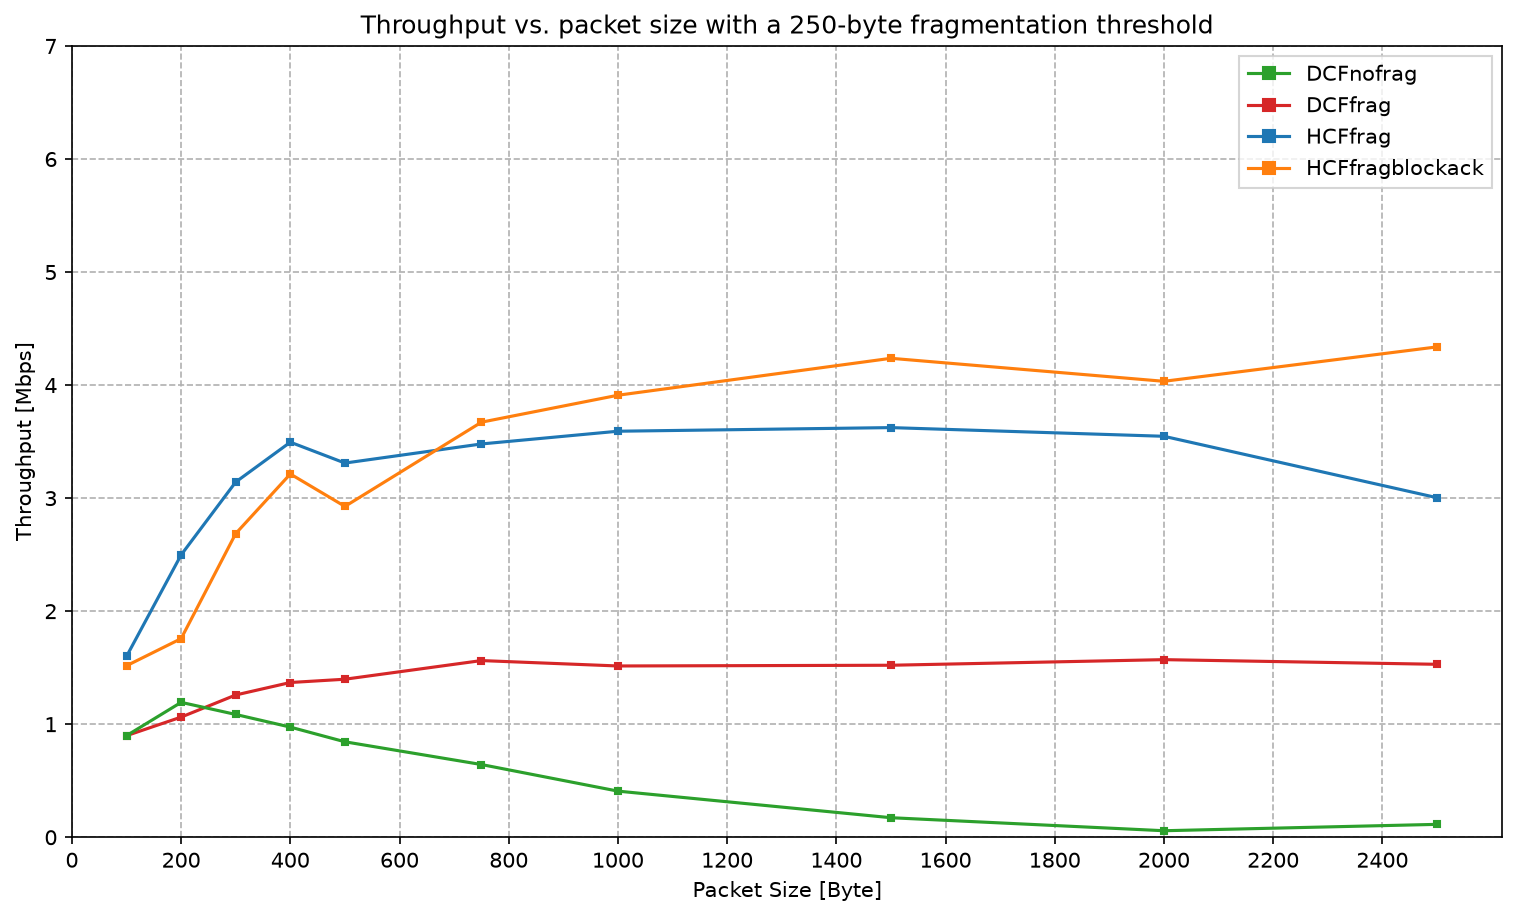 Throughput vs. packet size with a 250-byte fragmentation threshold
7
6
5
4
3
2
1
0
Throughput [Mbps]
DCFnofrag
DCFfrag
HCFfrag
HCFfragblockack
0 200 400 600 800 1000 1200 1400 1600 1800 2000 2200 2400
Packet Size [Byte]